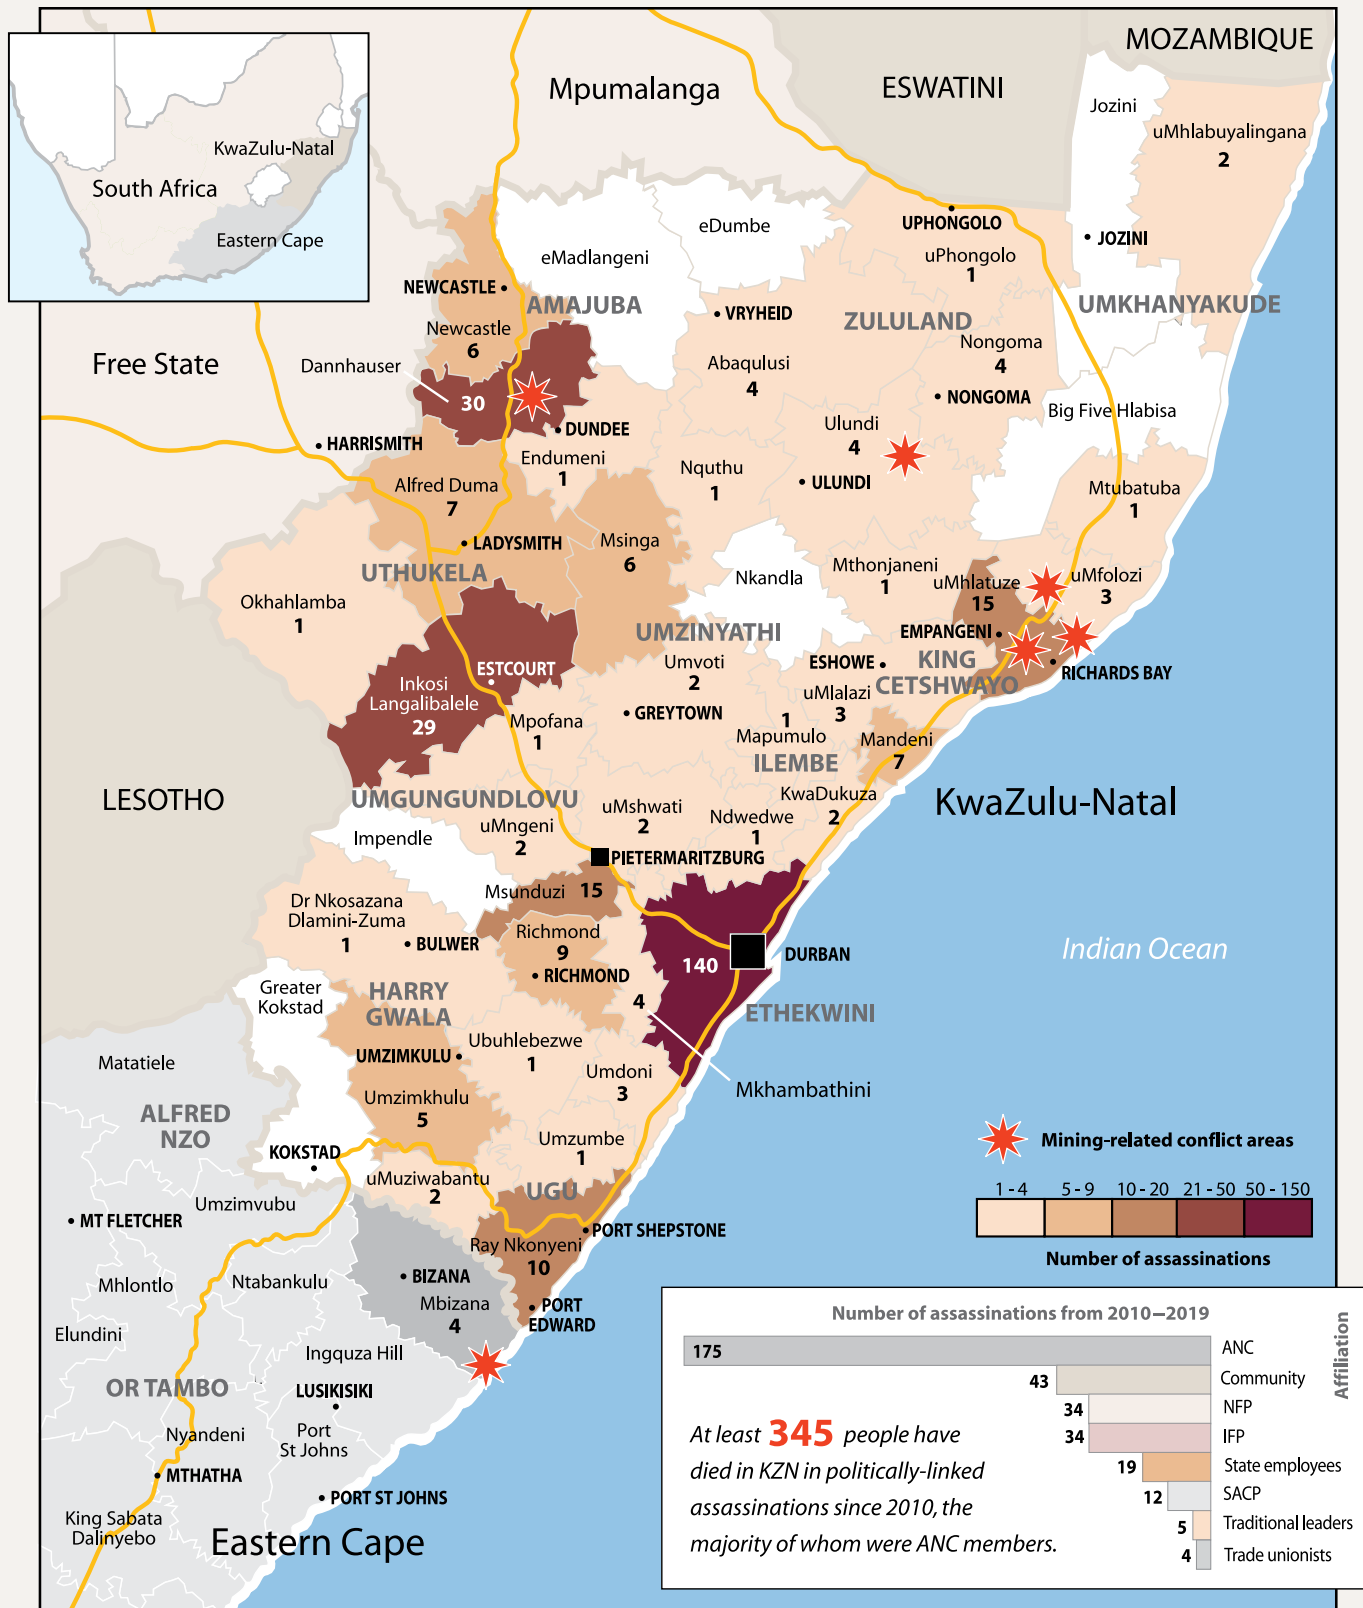 MOZAMBIQUE
ESWATINI
Mpumalanga
KwaZulu-Natal
South Africa
Eastern Cape
Jozini
uMhlabuyalingana
2
eDumbe
UPHONGOLO
uPhongolo
1
JOZINI
eMadlangeni
NEWCASTLE
AMAJUBA
VRYHEID
ZULULAND
UMKHANYAKUDE
Newcastle
6
Nongoma
4
Free State
Dannhauser
30
Abaqulusi
4
NONGOMA
Big Five Hlabisa
HARRISMITH
DUNDEE
Ulundi
4
Endumeni
1
Nquthu
1
ULUNDI
Alfred Duma
7
Mtubatuba
1
LADYSMITH
Msinga
6
UTHUKELA
Nkandla
Mthonjaneni
1
uMhlatuze
15
uMfolozi
3
Okhahlamba
1
UMZINYATHI
EMPANGENI
Umvoti
2
ESHOWE
KING
CETSHWAYO
RICHARDS BAY
ESTCOURT
Inkosi
Langalibalele
29
uMlalazi
3
GREYTOWN
Mpofana
1
1
Mapumulo
Mandeni
7
ILEMBE
LESOTHO
UMGUNGUNDLOVU
KwaDukuza
2
KwaZulu-Natal
uMshwati
2
Ndwedwe
1
uMngeni
2
Impendle
PIETERMARITZBURG
Msunduzi 15
Dr Nkosazana
Dlamini-Zuma
1
BULWER
Richmond
9
RICHMOND
140
DURBAN
Indian Ocean
Greater
Kokstad
HARRY
GWALA
4
ETHEKWINI
Ubuhlebezwe
1
UMZIMKULU
Matatiele
Umdoni
3
Mkhambathini
Umzimkhulu
5
ALFRED
NZO
Umzumbe
1
KOKSTAD
uMuziwabantu
2
UGU
Umzimvubu
MT FLETCHER
PORT SHEPSTONE
Ray Nkonyeni
10
Mhlontlo
Ntabankulu
BIZANA
Mbizana
4
PORT
EDWARD
Elundini
Ingquza Hill
OR TAMBO
LUSIKISIKI
Nyandeni
Port
St Johns
MTHATHA
PORT ST JOHNS
King Sabata
Dalinyebo
Eastern Cape
Mining-related conflict areas
1 - 4 5 - 9 10 - 20 21 - 50 50 - 150
Number of assassinations
Number of assassinations from 2010–2019
Affiliation
175 ANC
43 Community
34 NFP
34 IFP
19 State employees
12 SACP
5 Traditional leaders
4 Trade unionists
At least 345 people have
died in KZN in politically-linked
assassinations since 2010, the
majority of whom were ANC members.